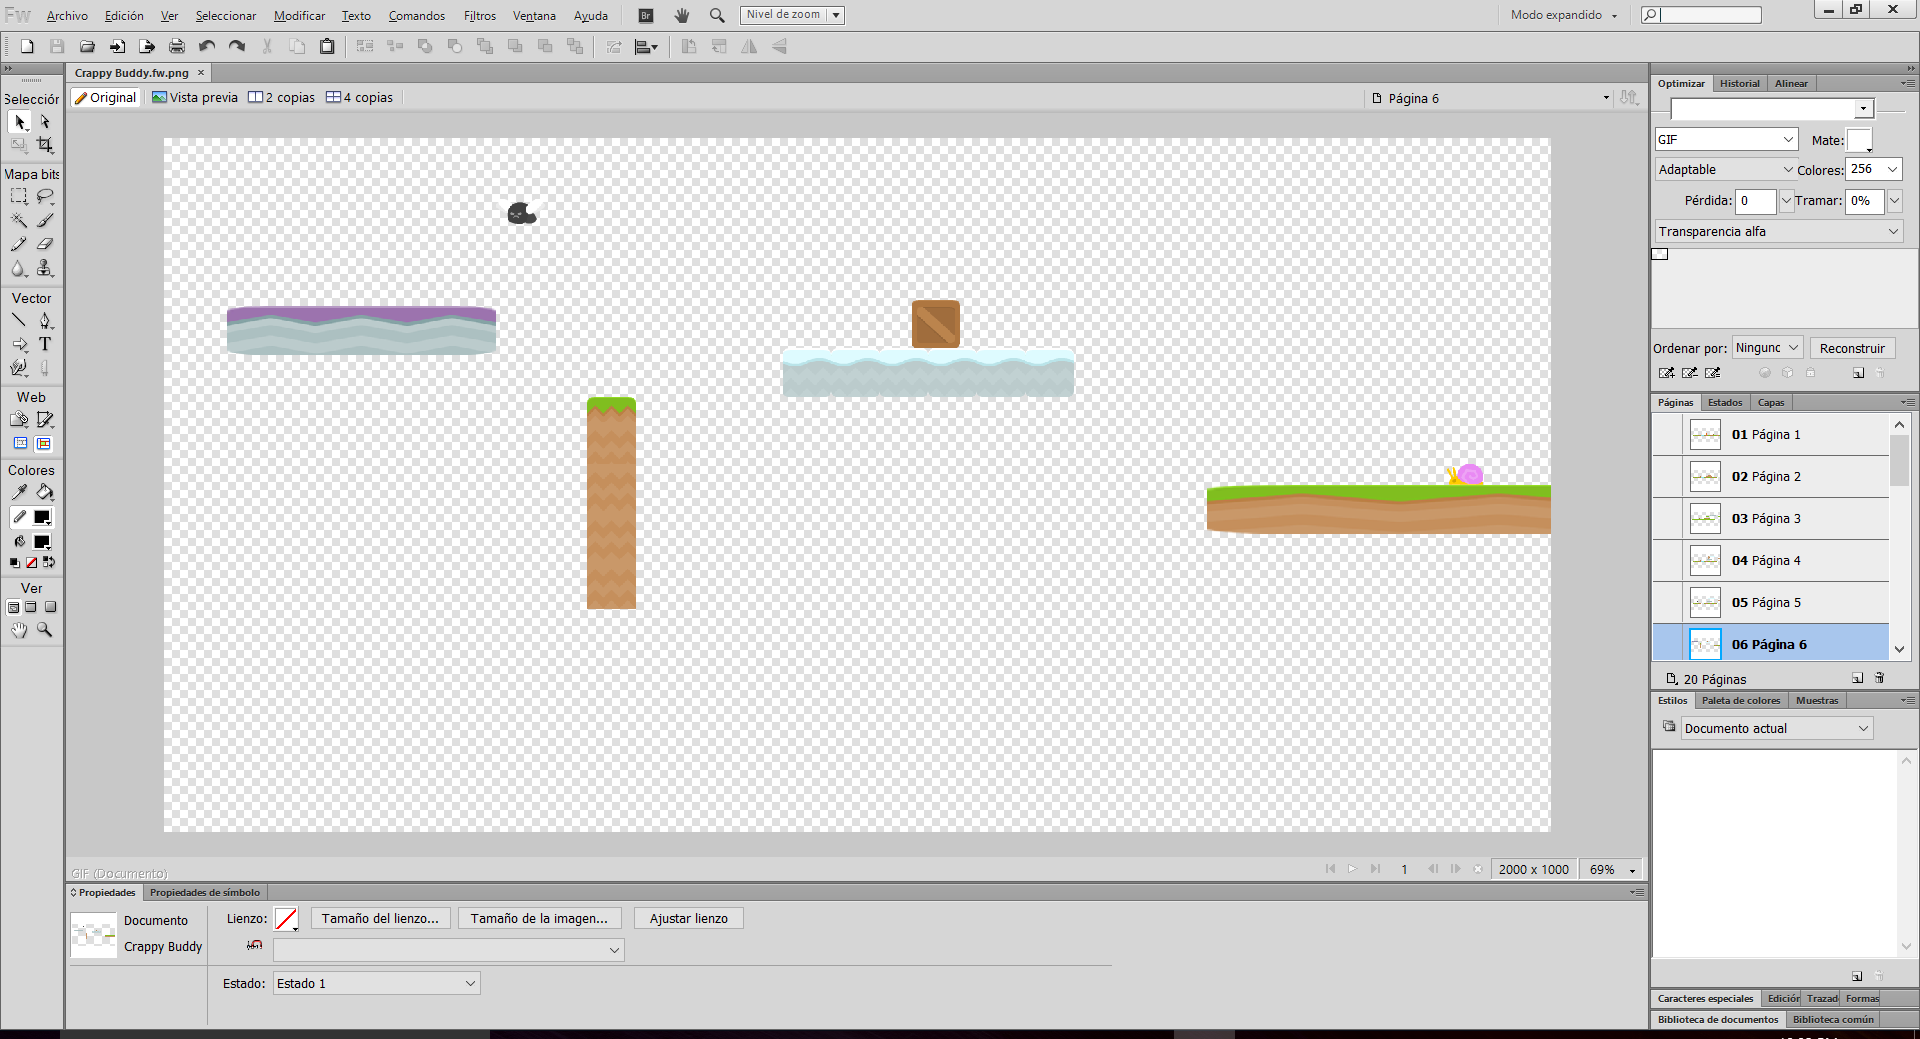 Fw Archivo Edición Ver Seleccionar Modificar Texto Comandos Filtros Ventana Ayuda Br Nivel de zoom Modo expandido
Crappy Buddy.fw.png
Original Vista previa 2 copias 4 copias Página 6
Selección
Mapa bits
Vector
T
Web
Colores
Ver
Optimizar Historial Alinear
GIF Mate:
Adaptable Colores: 256
Pérdida: 0 Tramar: 0%
Transparencia alfa
Ordenar por: Ningunc Reconstruir
Páginas Estados Capas
01 Página 1
02 Página 2
03 Página 3
04 Página 4
05 Página 5
06 Página 6
20 Páginas
Estilos Paleta de colores Muestras
Documento actual
Caracteres especiales Edición Trazad Formas
Biblioteca de documentos Biblioteca común
GIF (Documento) 1 2000 x 1000 69%
Propiedades Propiedades de símbolo
Documento Lienzo: Tamaño del lienzo... Tamaño de la imagen... Ajustar lienzo
Crappy Buddy
Estado: Estado 1